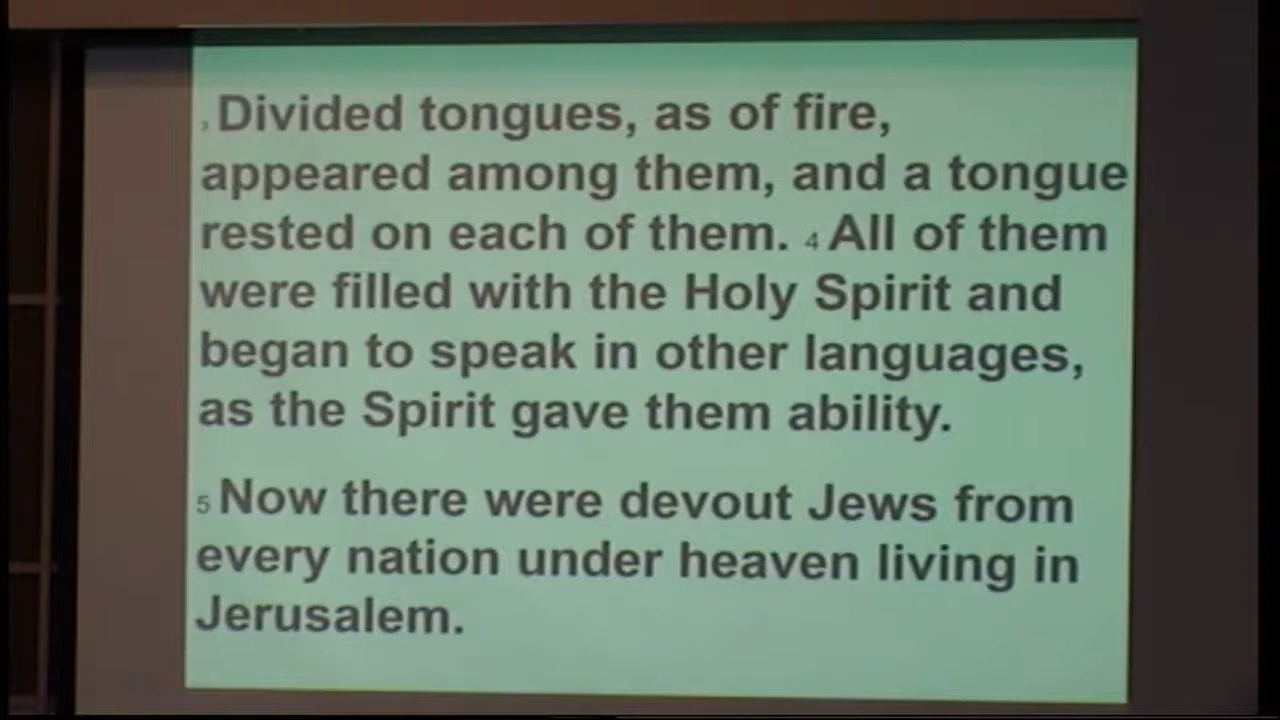 3 Divided tongues, as of fire,
appeared among them, and a tongue
rested on each of them. 4 All of them
were filled with the Holy Spirit and
began to speak in other languages,
as the Spirit gave them ability.
5 Now there were devout Jews from
every nation under heaven living in
Jerusalem.